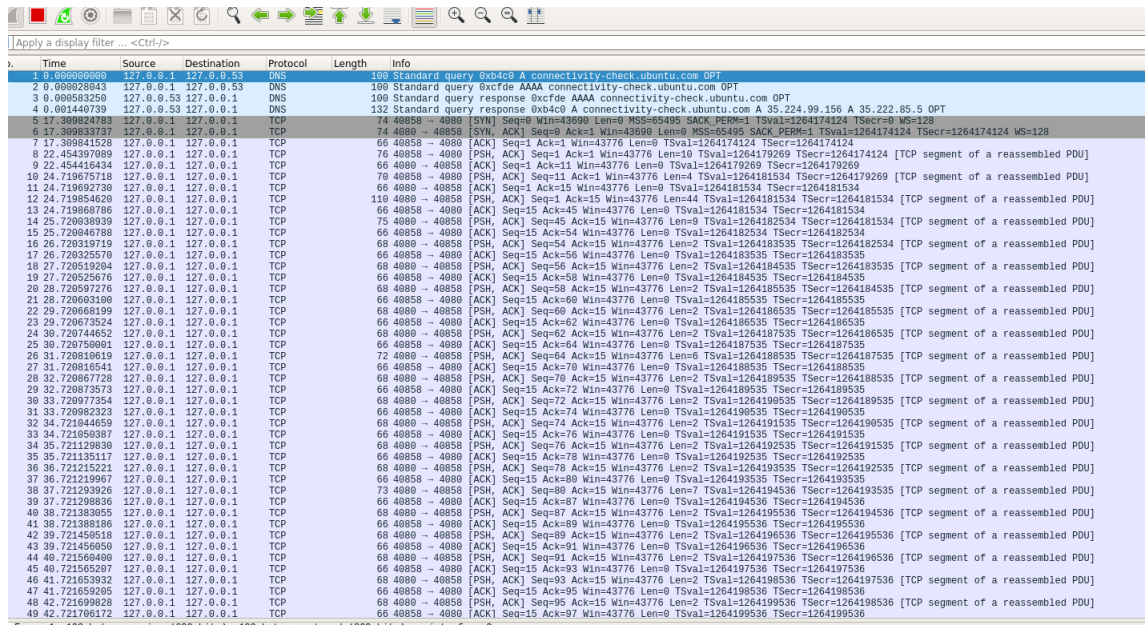 Apply a display filter ... <Ctrl-/>
Time Source Destination Protocol Length Info
1 0.000000000 127.0.0.1 127.0.0.53 DNS 100 Standard query 0xb4c0 A connectivity-check.ubuntu.com OPT
2 0.000028043 127.0.0.1 127.0.0.53 DNS 100 Standard query 0xcfde AAAA connectivity-check.ubuntu.com OPT
3 0.000583250 127.0.0.53 127.0.0.1 DNS 100 Standard query response 0xcfde AAAA connectivity-check.ubuntu.com OPT
4 0.001440739 127.0.0.53 127.0.0.1 DNS 132 Standard query response 0xb4c0 A connectivity-check.ubuntu.com A 35.224.99.156 A 35.222.85.5 OPT
5 17.309824783 127.0.0.1 127.0.0.1 TCP 74 40858 → 4080 [SYN] Seq=0 Win=43690 Len=0 MSS=65495 SACK_PERM=1 TSval=1264174124 TSecr=0 WS=128
6 17.309833737 127.0.0.1 127.0.0.1 TCP 74 4080 → 40858 [SYN, ACK] Seq=0 Ack=1 Win=43690 Len=0 MSS=65495 SACK_PERM=1 TSval=1264174124 TSecr=1264174124 WS=128
7 17.309841528 127.0.0.1 127.0.0.1 TCP 66 40858 → 4080 [ACK] Seq=1 Ack=1 Win=43776 Len=0 TSval=1264174124 TSecr=1264174124
8 22.454397089 127.0.0.1 127.0.0.1 TCP 76 40858 → 4080 [PSH, ACK] Seq=1 Ack=1 Win=43776 Len=10 TSval=1264179269 TSecr=1264174124 [TCP segment of a reassembled PDU]
9 22.454416434 127.0.0.1 127.0.0.1 TCP 66 4080 → 40858 [ACK] Seq=1 Ack=11 Win=43776 Len=0 TSval=1264179269 TSecr=1264179269
10 24.719675718 127.0.0.1 127.0.0.1 TCP 70 40858 → 4080 [PSH, ACK] Seq=11 Ack=1 Win=43776 Len=4 TSval=1264181534 TSecr=1264179269 [TCP segment of a reassembled PDU]
11 24.719692730 127.0.0.1 127.0.0.1 TCP 66 4080 → 40858 [ACK] Seq=1 Ack=15 Win=43776 Len=0 TSval=1264181534 TSecr=1264181534
12 24.719854620 127.0.0.1 127.0.0.1 TCP 110 4080 → 40858 [PSH, ACK] Seq=1 Ack=15 Win=43776 Len=44 TSval=1264181534 TSecr=1264181534 [TCP segment of a reassembled PDU]
13 24.719868786 127.0.0.1 127.0.0.1 TCP 66 40858 → 4080 [ACK] Seq=15 Ack=45 Win=43776 Len=0 TSval=1264181534 TSecr=1264181534
14 25.720038939 127.0.0.1 127.0.0.1 TCP 75 4080 → 40858 [PSH, ACK] Seq=45 Ack=15 Win=43776 Len=9 TSval=1264182534 TSecr=1264181534 [TCP segment of a reassembled PDU]
15 25.720046788 127.0.0.1 127.0.0.1 TCP 66 40858 → 4080 [ACK] Seq=15 Ack=54 Win=43776 Len=0 TSval=1264182534 TSecr=1264182534
16 26.720319719 127.0.0.1 127.0.0.1 TCP 68 4080 → 40858 [PSH, ACK] Seq=54 Ack=15 Win=43776 Len=2 TSval=1264183535 TSecr=1264182534 [TCP segment of a reassembled PDU]
17 26.720325570 127.0.0.1 127.0.0.1 TCP 66 40858 → 4080 [ACK] Seq=15 Ack=56 Win=43776 Len=0 TSval=1264183535 TSecr=1264183535
18 27.720519204 127.0.0.1 127.0.0.1 TCP 68 4080 → 40858 [PSH, ACK] Seq=56 Ack=15 Win=43776 Len=2 TSval=1264184535 TSecr=1264183535 [TCP segment of a reassembled PDU]
19 27.720525676 127.0.0.1 127.0.0.1 TCP 66 40858 → 4080 [ACK] Seq=15 Ack=58 Win=43776 Len=0 TSval=1264184535 TSecr=1264184535
20 28.720597276 127.0.0.1 127.0.0.1 TCP 68 4080 → 40858 [PSH, ACK] Seq=58 Ack=15 Win=43776 Len=2 TSval=1264185535 TSecr=1264184535 [TCP segment of a reassembled PDU]
21 28.720603100 127.0.0.1 127.0.0.1 TCP 66 40858 → 4080 [ACK] Seq=15 Ack=60 Win=43776 Len=0 TSval=1264185535 TSecr=1264185535
22 29.720668199 127.0.0.1 127.0.0.1 TCP 68 4080 → 40858 [PSH, ACK] Seq=60 Ack=15 Win=43776 Len=2 TSval=1264186535 TSecr=1264185535 [TCP segment of a reassembled PDU]
23 29.720673524 127.0.0.1 127.0.0.1 TCP 66 40858 → 4080 [ACK] Seq=15 Ack=62 Win=43776 Len=0 TSval=1264186535 TSecr=1264186535
24 30.720744652 127.0.0.1 127.0.0.1 TCP 68 4080 → 40858 [PSH, ACK] Seq=62 Ack=15 Win=43776 Len=2 TSval=1264187535 TSecr=1264186535 [TCP segment of a reassembled PDU]
25 30.720750001 127.0.0.1 127.0.0.1 TCP 66 40858 → 4080 [ACK] Seq=15 Ack=64 Win=43776 Len=0 TSval=1264187535 TSecr=1264187535
26 31.720810619 127.0.0.1 127.0.0.1 TCP 72 4080 → 40858 [PSH, ACK] Seq=64 Ack=15 Win=43776 Len=6 TSval=1264188535 TSecr=1264187535 [TCP segment of a reassembled PDU]
27 31.720816541 127.0.0.1 127.0.0.1 TCP 66 40858 → 4080 [ACK] Seq=15 Ack=70 Win=43776 Len=0 TSval=1264188535 TSecr=1264188535
28 32.720867728 127.0.0.1 127.0.0.1 TCP 68 4080 → 40858 [PSH, ACK] Seq=70 Ack=15 Win=43776 Len=2 TSval=1264189535 TSecr=1264188535 [TCP segment of a reassembled PDU]
29 32.720873573 127.0.0.1 127.0.0.1 TCP 66 40858 → 4080 [ACK] Seq=15 Ack=72 Win=43776 Len=0 TSval=1264189535 TSecr=1264189535
30 33.720977354 127.0.0.1 127.0.0.1 TCP 68 4080 → 40858 [PSH, ACK] Seq=72 Ack=15 Win=43776 Len=2 TSval=1264190535 TSecr=1264189535 [TCP segment of a reassembled PDU]
31 33.720982323 127.0.0.1 127.0.0.1 TCP 66 40858 → 4080 [ACK] Seq=15 Ack=74 Win=43776 Len=0 TSval=1264190535 TSecr=1264190535
32 34.721044659 127.0.0.1 127.0.0.1 TCP 68 4080 → 40858 [PSH, ACK] Seq=74 Ack=15 Win=43776 Len=2 TSval=1264191535 TSecr=1264190535 [TCP segment of a reassembled PDU]
33 34.721050387 127.0.0.1 127.0.0.1 TCP 66 40858 → 4080 [ACK] Seq=15 Ack=76 Win=43776 Len=0 TSval=1264191535 TSecr=1264191535
34 35.721129830 127.0.0.1 127.0.0.1 TCP 68 4080 → 40858 [PSH, ACK] Seq=76 Ack=15 Win=43776 Len=2 TSval=1264192535 TSecr=1264191535 [TCP segment of a reassembled PDU]
35 35.721135117 127.0.0.1 127.0.0.1 TCP 66 40858 → 4080 [ACK] Seq=15 Ack=78 Win=43776 Len=0 TSval=1264192535 TSecr=1264192535
36 36.721215221 127.0.0.1 127.0.0.1 TCP 68 4080 → 40858 [PSH, ACK] Seq=78 Ack=15 Win=43776 Len=2 TSval=1264193535 TSecr=1264192535 [TCP segment of a reassembled PDU]
37 36.721219967 127.0.0.1 127.0.0.1 TCP 66 40858 → 4080 [ACK] Seq=15 Ack=80 Win=43776 Len=0 TSval=1264193535 TSecr=1264193535
38 37.721293926 127.0.0.1 127.0.0.1 TCP 73 4080 → 40858 [PSH, ACK] Seq=80 Ack=15 Win=43776 Len=7 TSval=1264194536 TSecr=1264193535 [TCP segment of a reassembled PDU]
39 37.721298836 127.0.0.1 127.0.0.1 TCP 66 40858 → 4080 [ACK] Seq=15 Ack=87 Win=43776 Len=0 TSval=1264194536 TSecr=1264194536
40 38.721383055 127.0.0.1 127.0.0.1 TCP 68 4080 → 40858 [PSH, ACK] Seq=87 Ack=15 Win=43776 Len=2 TSval=1264195536 TSecr=1264194536 [TCP segment of a reassembled PDU]
41 38.721388186 127.0.0.1 127.0.0.1 TCP 66 40858 → 4080 [ACK] Seq=15 Ack=89 Win=43776 Len=0 TSval=1264195536 TSecr=1264195536
42 39.721450518 127.0.0.1 127.0.0.1 TCP 68 4080 → 40858 [PSH, ACK] Seq=89 Ack=15 Win=43776 Len=2 TSval=1264196536 TSecr=1264195536 [TCP segment of a reassembled PDU]
43 39.721456050 127.0.0.1 127.0.0.1 TCP 66 40858 → 4080 [ACK] Seq=15 Ack=91 Win=43776 Len=0 TSval=1264196536 TSecr=1264196536
44 40.721560400 127.0.0.1 127.0.0.1 TCP 68 4080 → 40858 [PSH, ACK] Seq=91 Ack=15 Win=43776 Len=2 TSval=1264197536 TSecr=1264196536 [TCP segment of a reassembled PDU]
45 40.721565207 127.0.0.1 127.0.0.1 TCP 66 40858 → 4080 [ACK] Seq=15 Ack=93 Win=43776 Len=0 TSval=1264197536 TSecr=1264197536
46 41.721653932 127.0.0.1 127.0.0.1 TCP 68 4080 → 40858 [PSH, ACK] Seq=93 Ack=15 Win=43776 Len=2 TSval=1264198536 TSecr=1264197536 [TCP segment of a reassembled PDU]
47 41.721659205 127.0.0.1 127.0.0.1 TCP 66 40858 → 4080 [ACK] Seq=15 Ack=95 Win=43776 Len=0 TSval=1264198536 TSecr=1264198536
48 42.721699828 127.0.0.1 127.0.0.1 TCP 68 4080 → 40858 [PSH, ACK] Seq=95 Ack=15 Win=43776 Len=2 TSval=1264199536 TSecr=1264198536 [TCP segment of a reassembled PDU]
49 42.721706172 127.0.0.1 127.0.0.1 TCP 66 40858 → 4080 [ACK] Seq=15 Ack=97 Win=43776 Len=0 TSval=1264199536 TSecr=1264199536